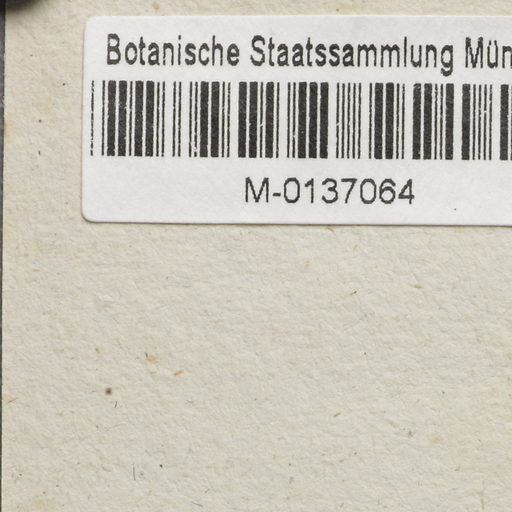 Botanische Staatssammlung Mün
M-0137064